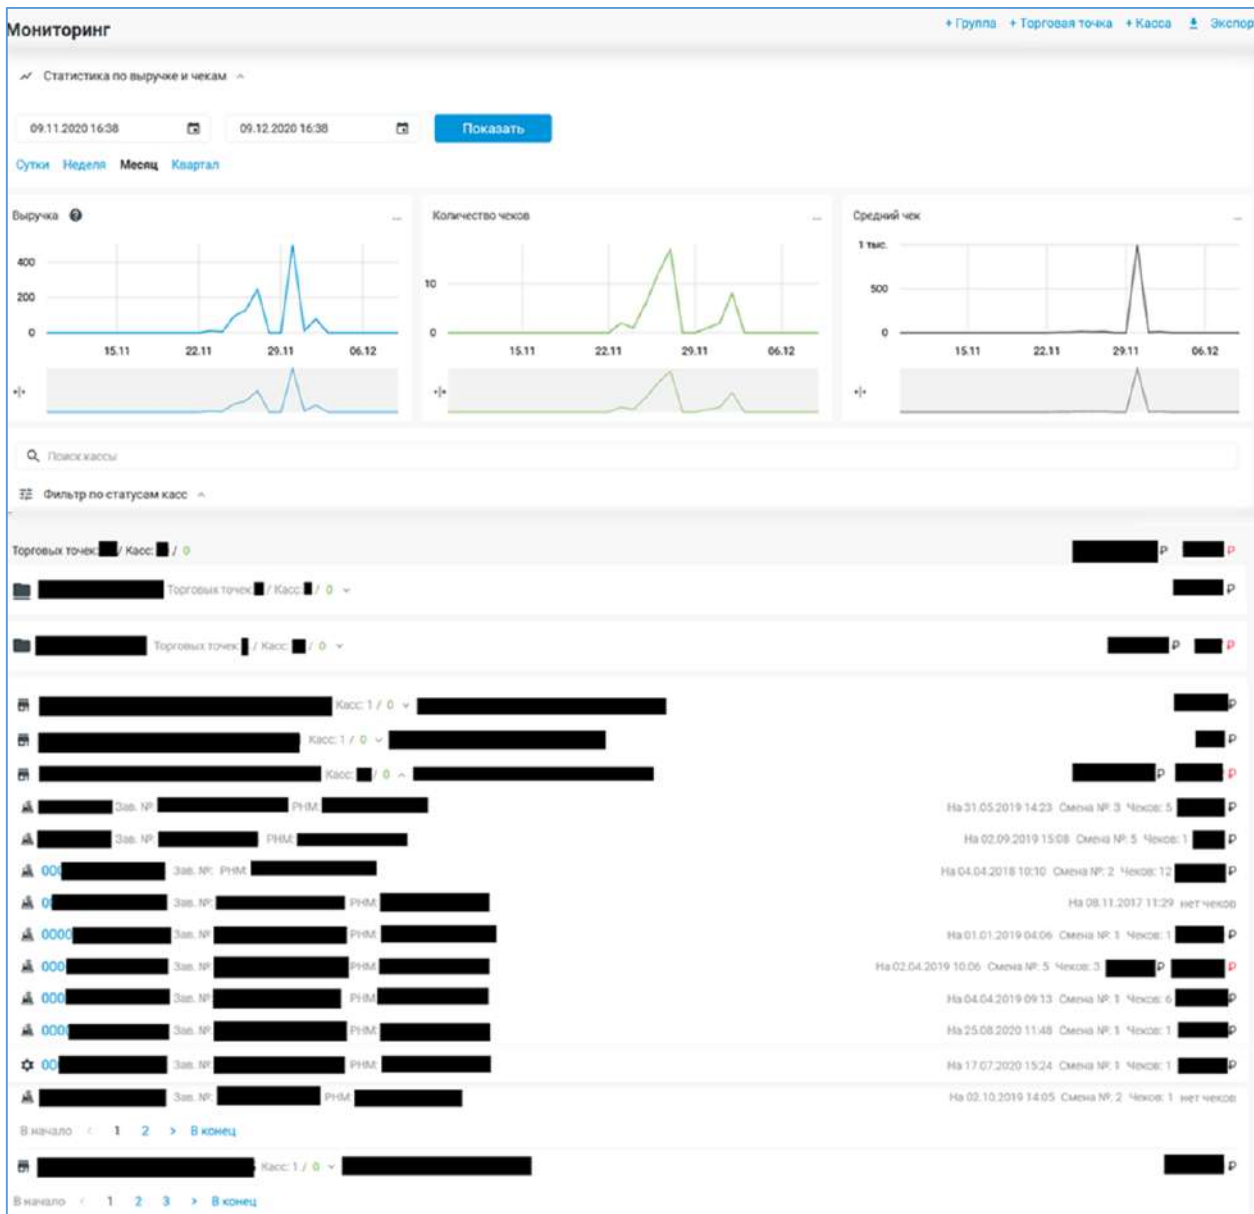 Мониторинг + Группа + Торговая точка + Касса Экспор
Статистика по выручке и чекам
09.11.2020 16:38 09.12.2020 16:38 Показать
Сутки Неделя Месяц Квартал
Выручка ? ... Количество чеков ... Средний чек ...
400 200 0 15.11 22.11 29.11 06.12
10 0 15.11 22.11 29.11 06.12
1 тыс. 500 0 15.11 22.11 29.11 06.12
Поиск кассы
Фильтр по статусам касс
Торговых точек: / Касс: / 0 ₽ ₽
Торговых точек: / Касс: / 0 ₽
Торговых точек: / Касс: / 0 ₽ ₽
Касс: 1 / 0 ₽
Касс: 1 / 0 ₽
Касс: / 0 ₽ ₽
Зав. №: РНМ: На 31.05.2019 14:23 Смена №: 3 Чеков: 5 ₽
Зав. №: РНМ: На 02.09.2019 15:08 Смена №: 5 Чеков: 1 ₽
000 Зав. №: РНМ: На 04.04.2018 10:10 Смена №: 2 Чеков: 12 ₽
0 Зав. №: РНМ: На 08.11.2017 11:29 нет чеков
0000 Зав. №: РНМ: На 01.01.2019 04:06 Смена №: 1 Чеков: 1 ₽
000 Зав. №: РНМ: На 02.04.2019 10:06 Смена №: 5 Чеков: 3 ₽ ₽
000 Зав. №: РНМ: На 04.04.2019 09:13 Смена №: 1 Чеков: 6 ₽
0000 Зав. №: РНМ: На 25.08.2020 11:48 Смена №: 1 Чеков: 1 ₽
00 Зав. №: РНМ: На 17.07.2020 15:24 Смена №: 1 Чеков: 1 ₽
Зав. №: РНМ: На 02.10.2019 14:05 Смена №: 2 Чеков: 1 нет чеков
В начало < 1 2 > В конец
Касс: 1 / 0 ₽
В начало < 1 2 3 > В конец